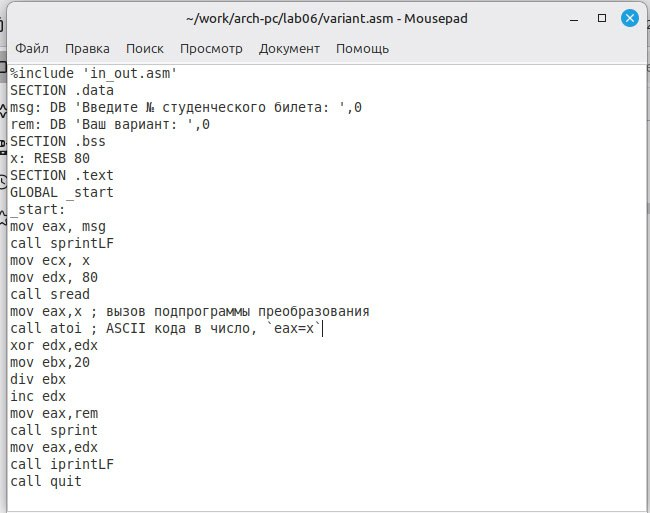 ~/work/arch-pc/lab06/variant.asm - Mousepad
Файл Правка Поиск Просмотр Документ Помощь
%include 'in_out.asm'
SECTION .data
msg: DB 'Введите № студенческого билета: ',0
rem: DB 'Ваш вариант: ',0
SECTION .bss
x: RESB 80
SECTION .text
GLOBAL _start
_start:
mov eax, msg
call sprintLF
mov ecx, x
mov edx, 80
call sread
mov eax,x ; вызов подпрограммы преобразования
call atoi ; ASCII кода в число, `eax=x`
xor edx,edx
mov ebx,20
div ebx
inc edx
mov eax,rem
call sprint
mov eax,edx
call iprintLF
call quit